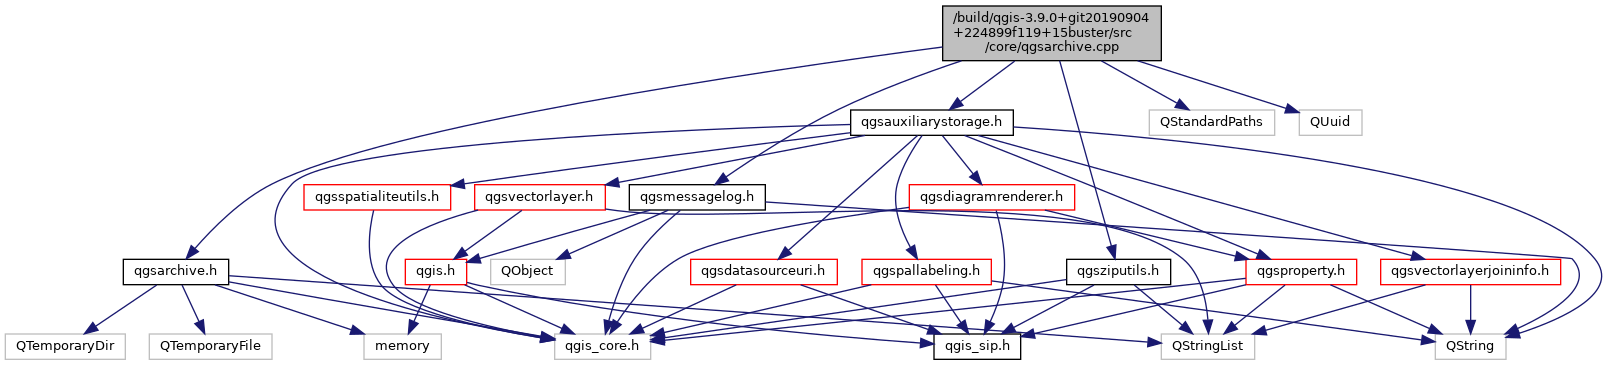 /build/qgis-3.9.0+git20190904
+224899f119+15buster/src
/core/qgsarchive.cpp
qgsauxiliarystorage.h
QStandardPaths
QUuid
qgsspatialiteutils.h
qgsvectorlayer.h
qgsmessagelog.h
qgsdiagramrenderer.h
qgsarchive.h
qgis.h
QObject
qgsdatasourceuri.h
qgspallabeling.h
qgsziputils.h
qgsproperty.h
qgsvectorlayerjoininfo.h
QTemporaryDir
QTemporaryFile
memory
qgis_core.h
qgis_sip.h
QStringList
QString